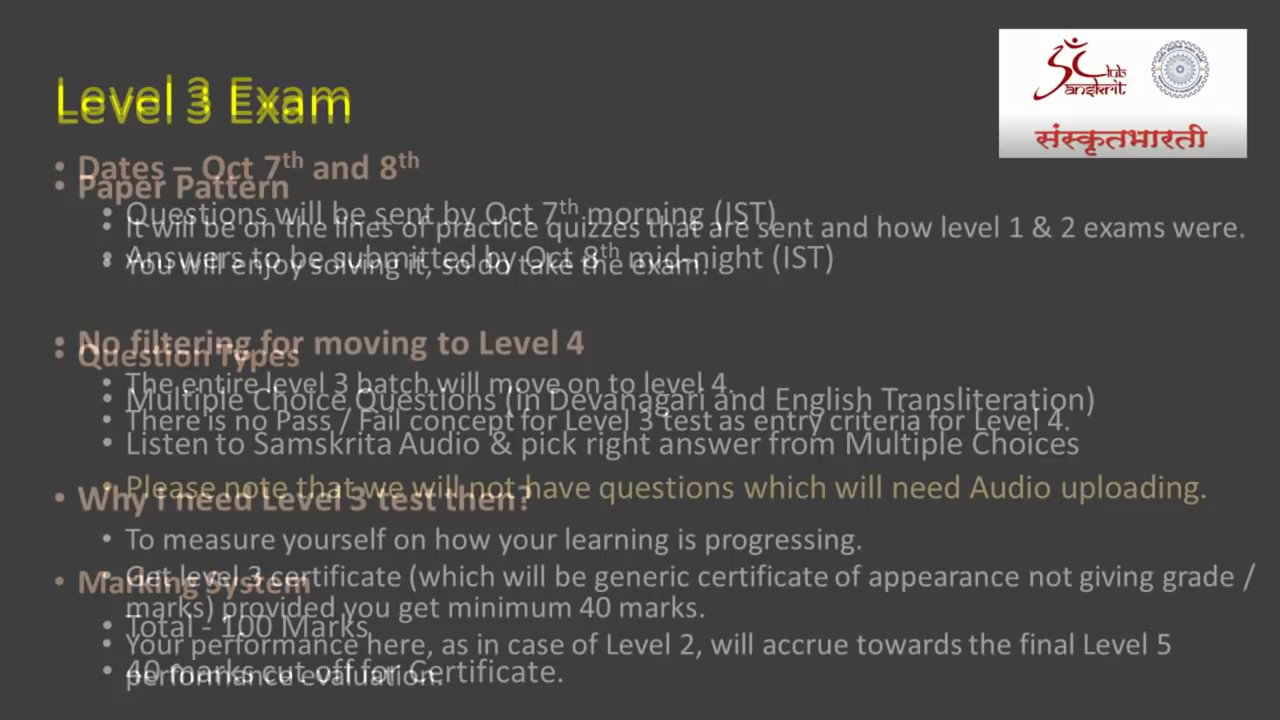 Level 3 Exam
Club
Sanskrit
संस्कृतभारती
Level 3 Exam
• Dates – Oct 7th and 8th
• Questions will be sent by Oct 7th morning (IST)
• Answers to be submitted by Oct 8th mid-night (IST)
• No filtering for moving to Level 4
• The entire level 3 batch will move on to level 4.
• There is no Pass / Fail concept for Level 3 test as entry criteria for Level 4.
• Why I need Level 3 test then?
• To measure yourself on how your learning is progressing.
• Get level 3 certificate (which will be generic certificate of appearance not giving grade /
marks) provided you get minimum 40 marks.
• Your performance here, as in case of Level 2, will accrue towards the final Level 5
performance evaluation.
• Paper Pattern
• It will be on the lines of practice quizzes that are sent and how level 1 & 2 exams were.
• You will enjoy solving it, so do take the exam.
• Question Types
• Multiple Choice Questions (in Devanagari and English Transliteration)
• Listen to Samskrita Audio & pick right answer from Multiple Choices
• Please note that we will not have questions which will need Audio uploading.
• Marking System
• Total - 100 Marks
• 40 marks cut off for Certificate.